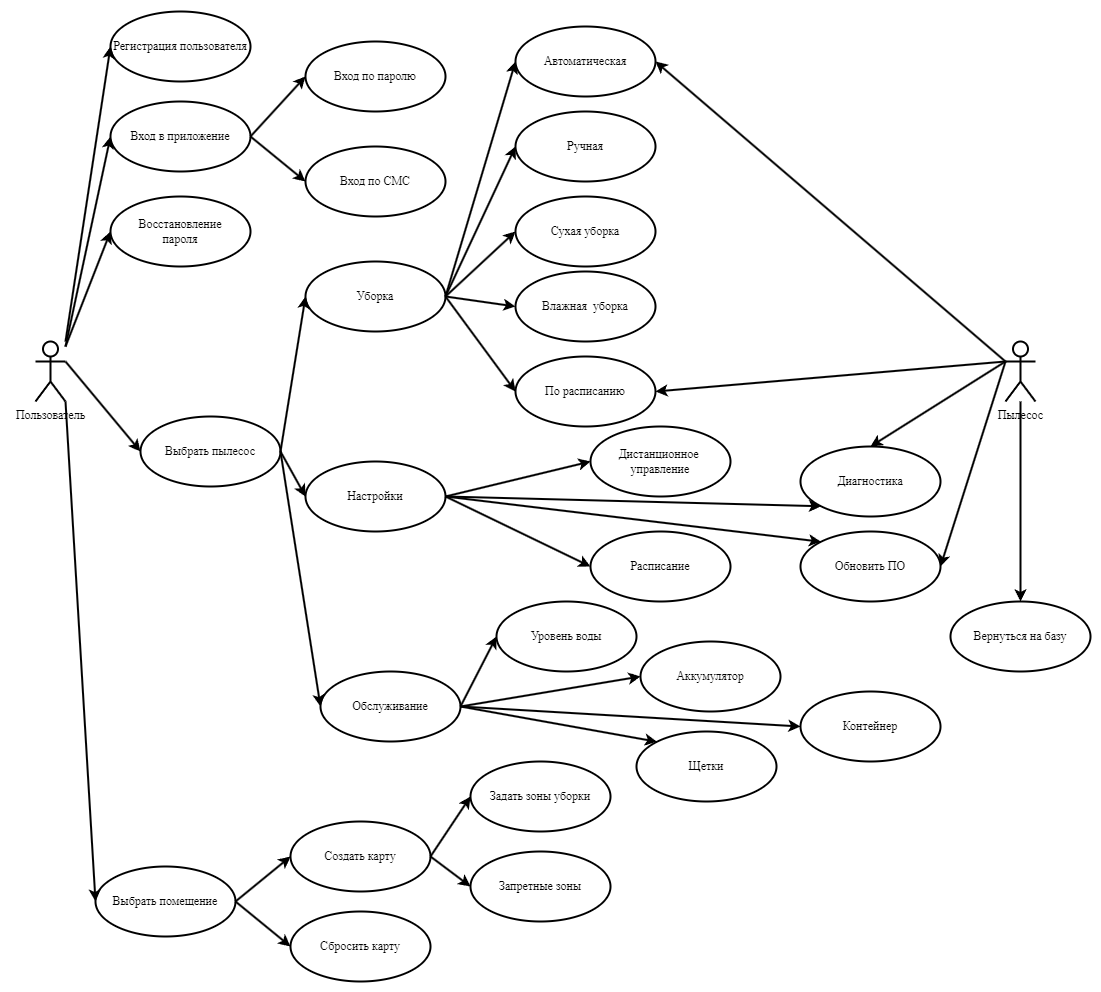 Регистрация пользователя
Вход в приложение
Восстановление
пароля
Вход по паролю
Вход по СМС
Автоматическая
Ручная
Сухая уборка
Влажная уборка
По расписанию
Уборка
Пользователь
Выбрать пылесос
Настройки
Дистанционное
управление
Диагностика
Обновить ПО
Расписание
Пылесос
Вернуться на базу
Уровень воды
Аккумулятор
Обслуживание
Контейнер
Щетки
Задать зоны уборки
Создать карту
Запретные зоны
Выбрать помещение
Сбросить карту